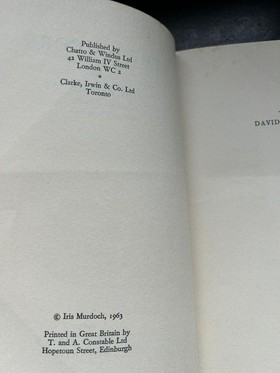 Published by
Chatto & Windus Ltd
42 William IV Street
London WC 2
*
Clarke, Irwin & Co. Ltd
Toronto
DAVID
© Iris Murdoch, 1963
Printed in Great Britain by
T. and A. Constable Ltd
Hopetoun Street, Edinburgh